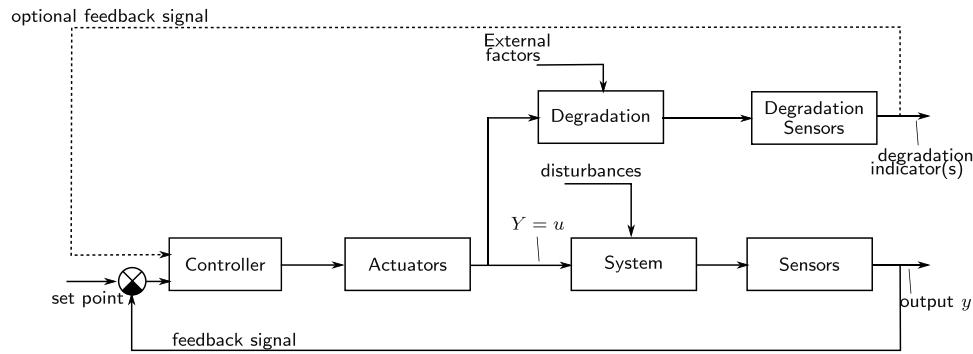 optional feedback signal
External
factors
Degradation
Degradation
Sensors
degradation
indicator(s)
disturbances
Y = u
Controller
Actuators
System
Sensors
set point
output y
feedback signal